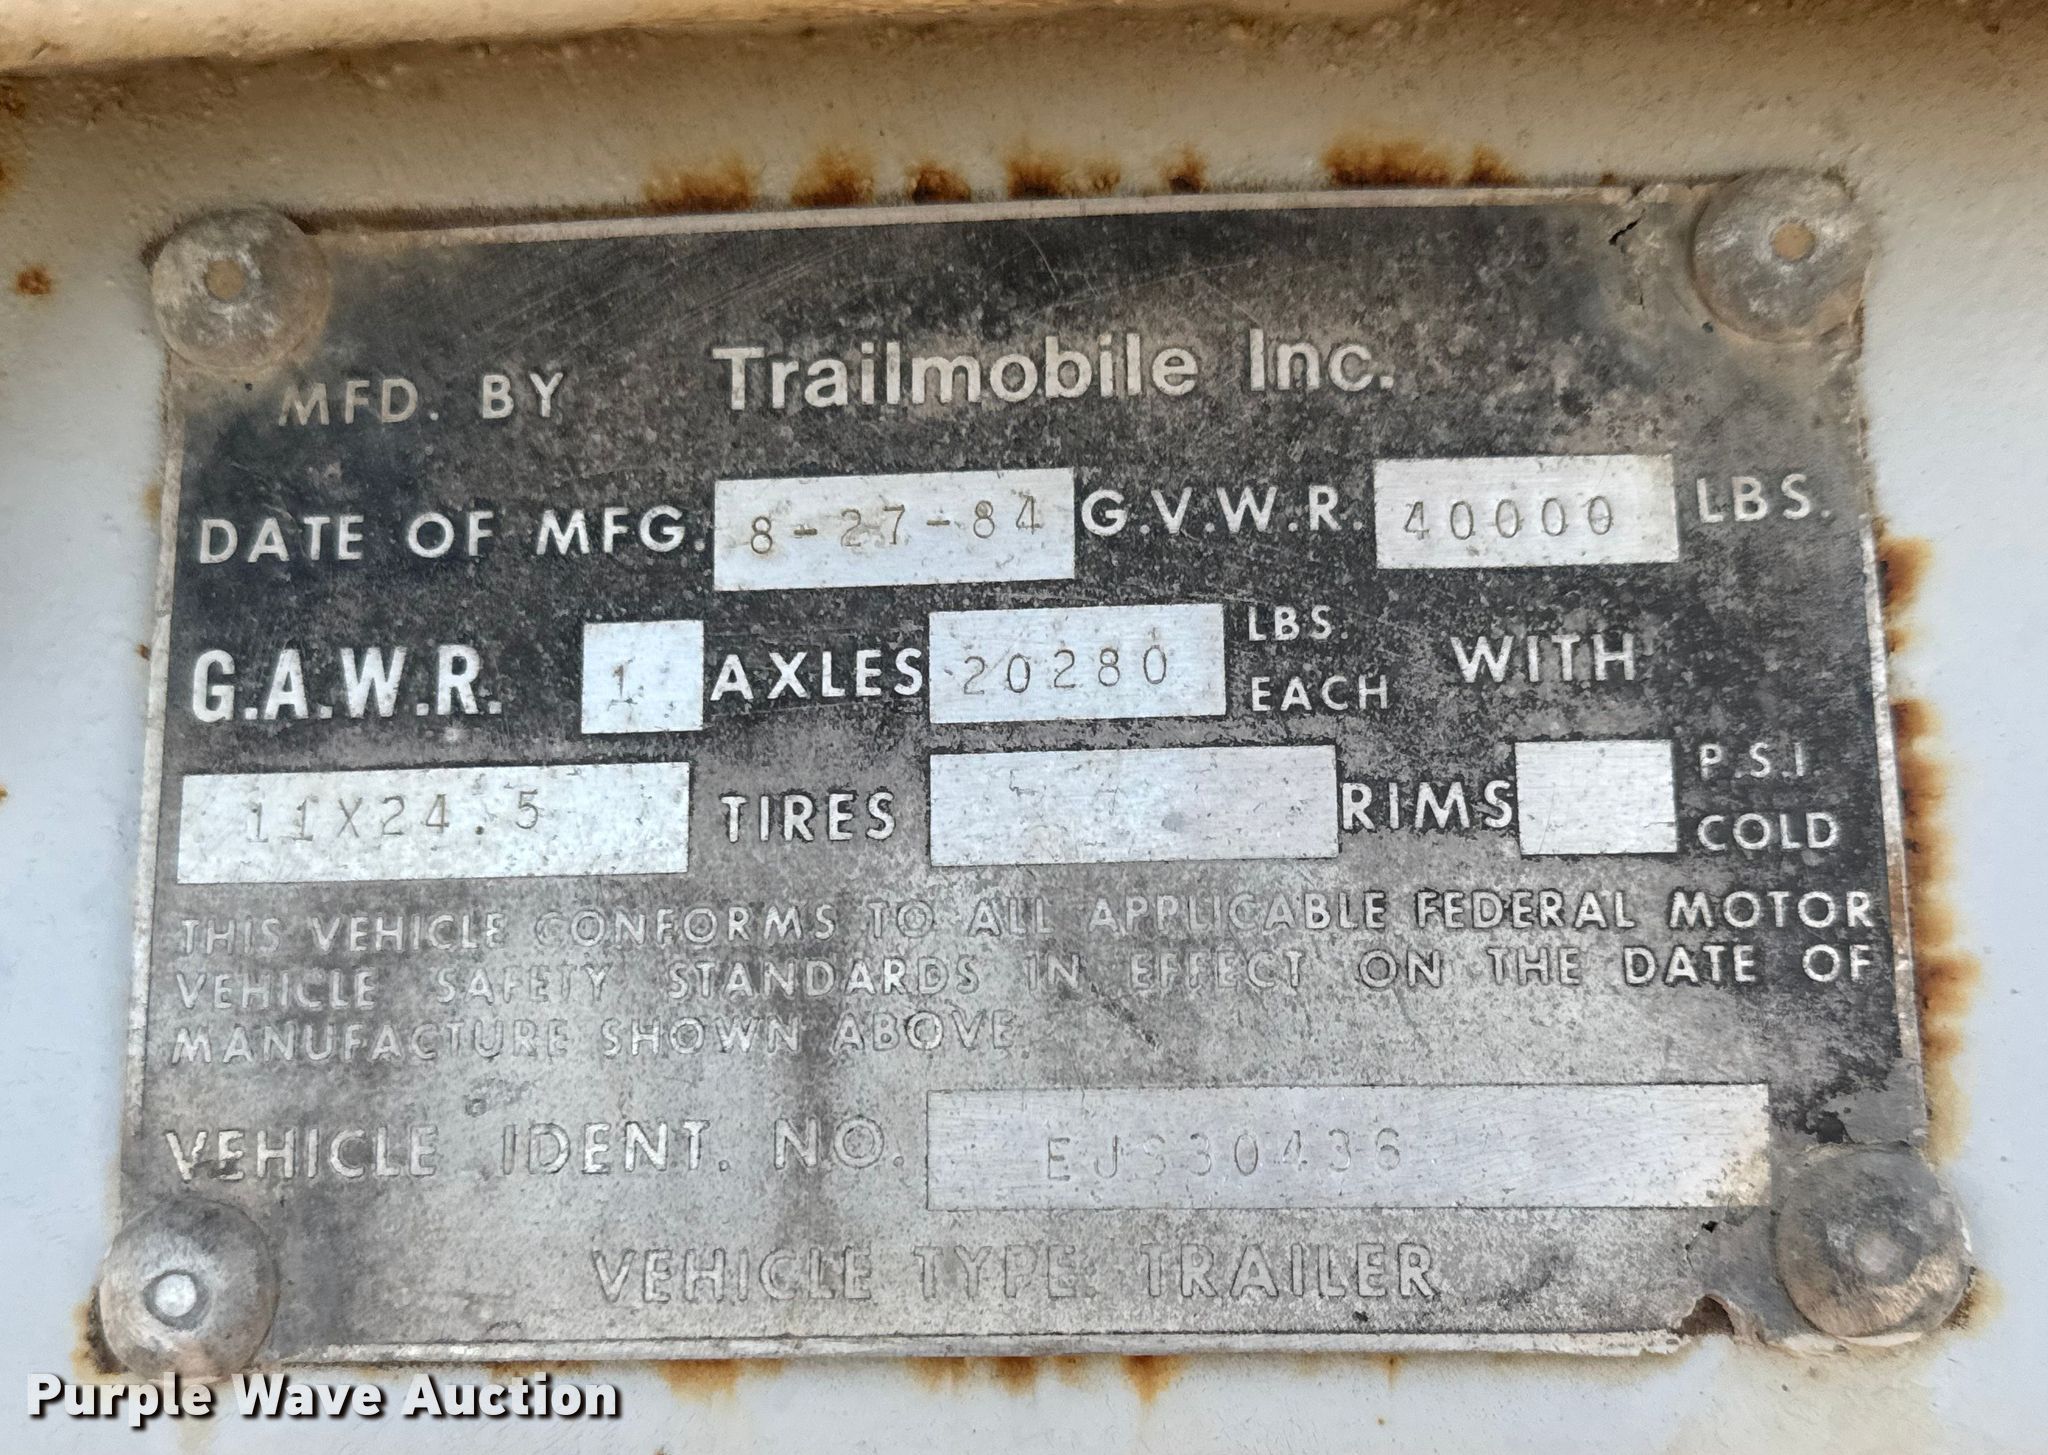 MFD. BY Trailmobile Inc.
DATE OF MFG. 8-27-84 G.V.W.R. 40000 LBS.
G.A.W.R. 1 AXLES 20280 LBS. EACH WITH
11X24.5 TIRES RIMS P.S.I. COLD
THIS VEHICLE CONFORMS TO ALL APPLICABLE FEDERAL MOTOR
VEHICLE SAFETY STANDARDS IN EFFECT ON THE DATE OF
MANUFACTURE SHOWN ABOVE.
VEHICLE IDENT. NO. EJS30436
VEHICLE TYPE: TRAILER
Purple Wave Auction